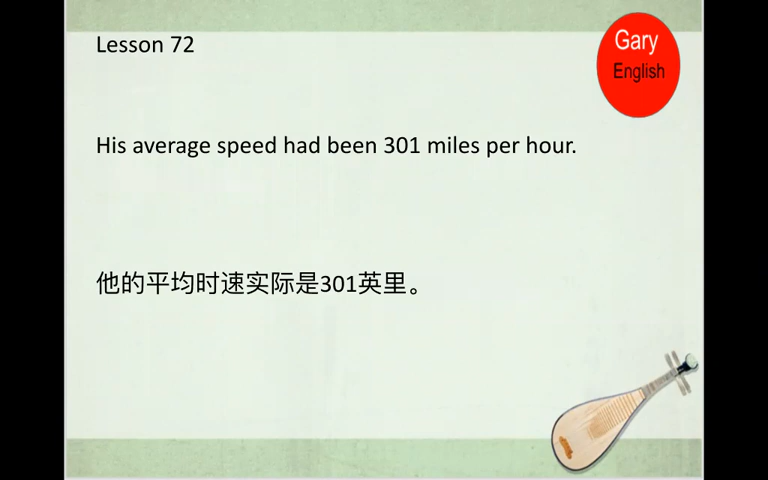 Lesson 72
Gary
English
His average speed had been 301 miles per hour.
他的平均时速实际是301英里。